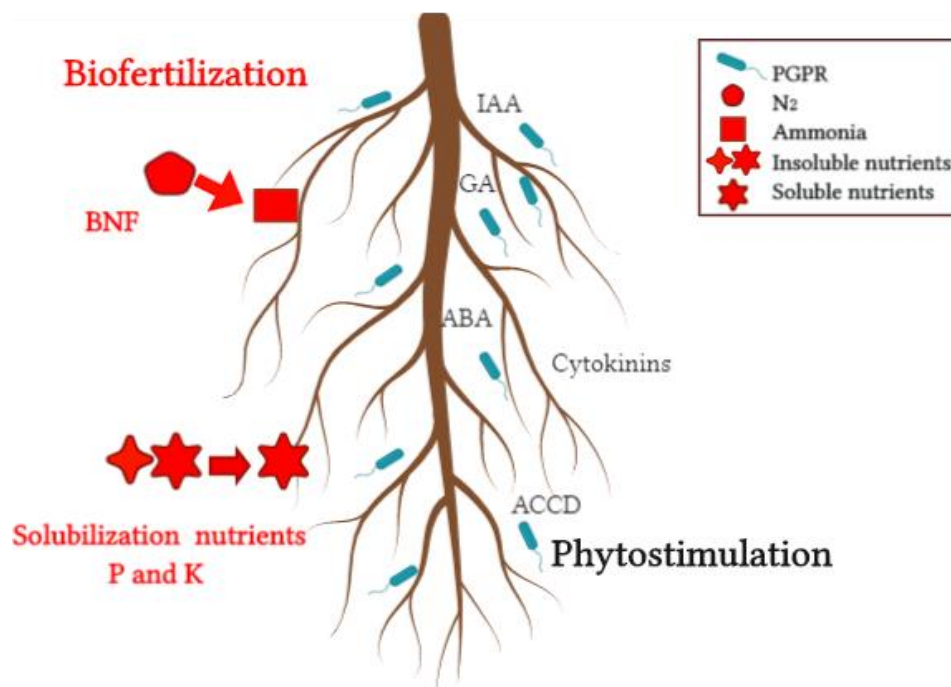 Biofertilization
BNF
Solubilization nutrients
P and K
IAA
GA
ABA
Cytokinins
ACCD
Phytostimulation
PGPR
N2
Ammonia
Insoluble nutrients
Soluble nutrients